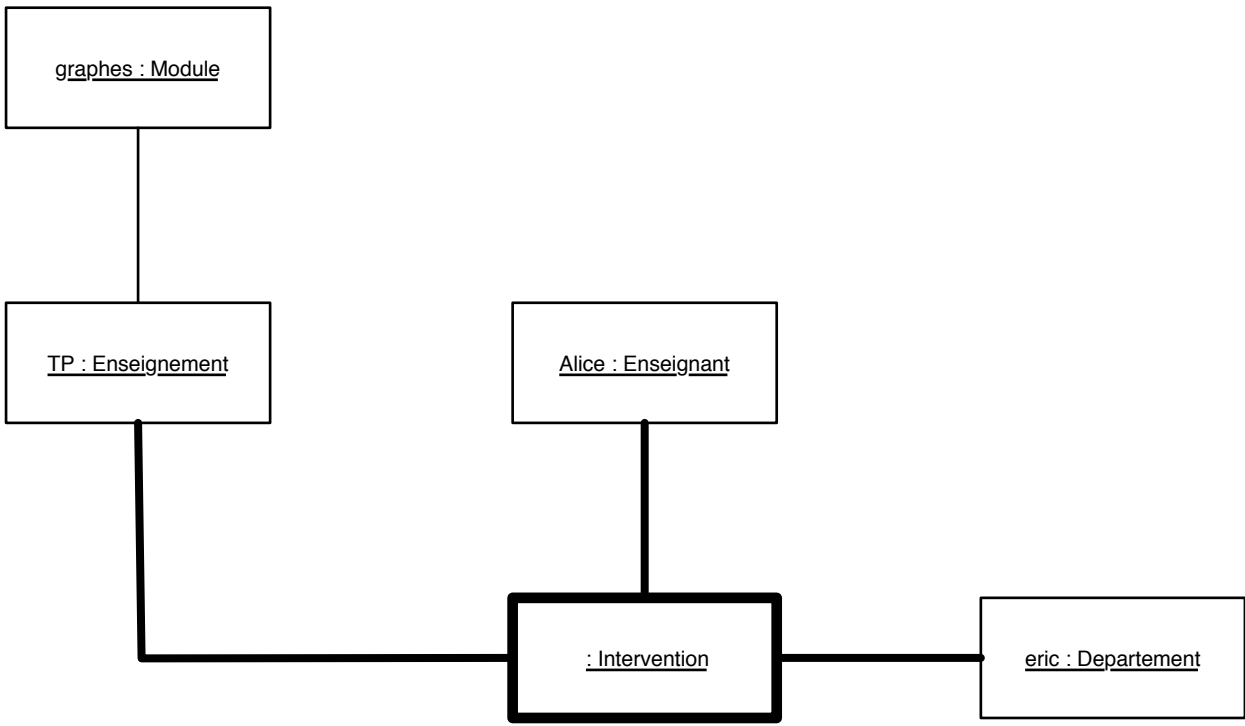 graphes : Module
TP : Enseignement
Alice : Enseignant
: Intervention
eric : Departement